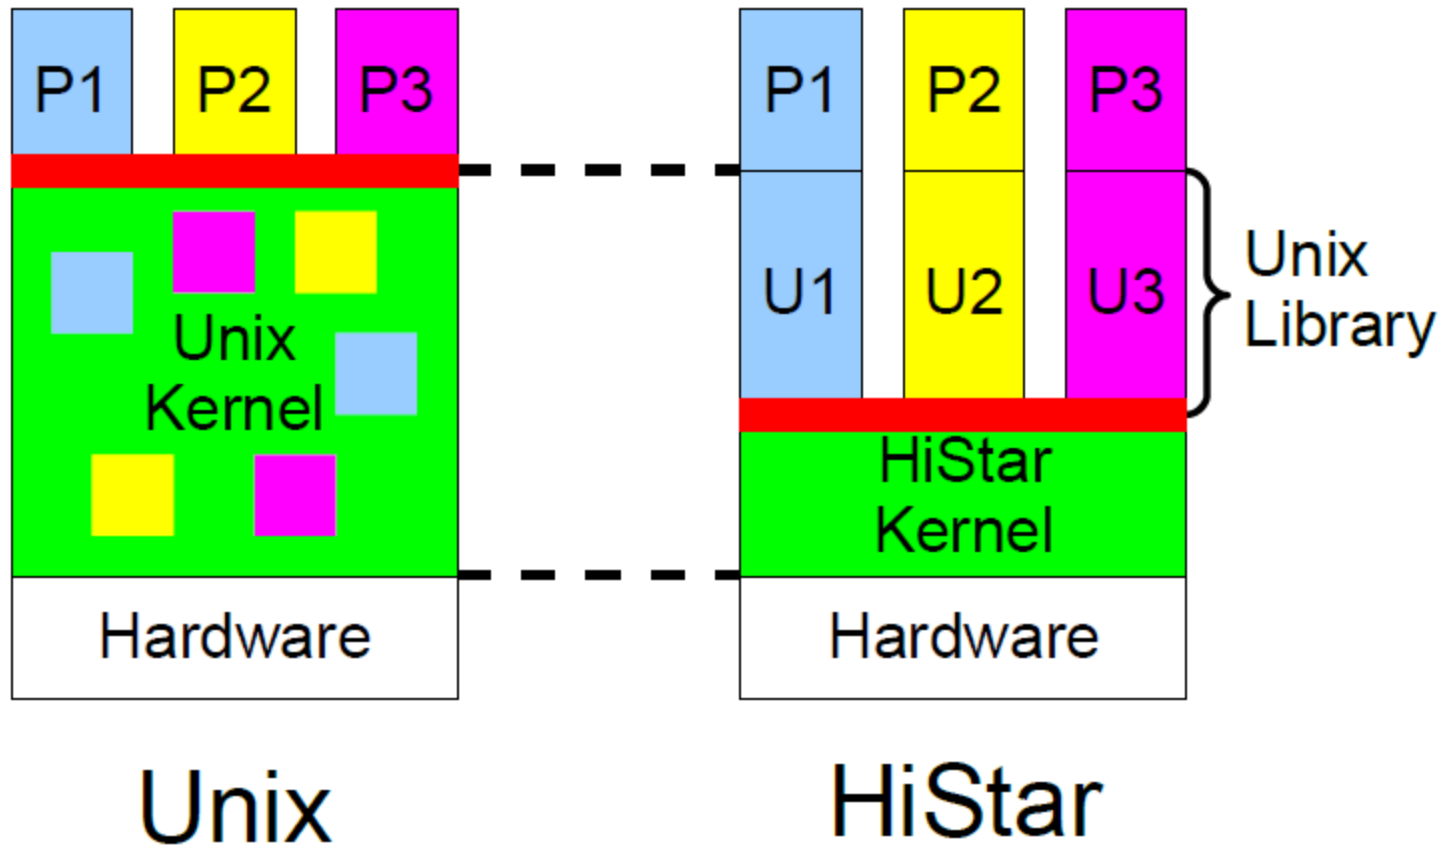 P1 P2 P3
Unix
Kernel
Hardware
Unix
P1 P2 P3
U1 U2 U3
Unix
Library
HiStar
Kernel
Hardware
HiStar